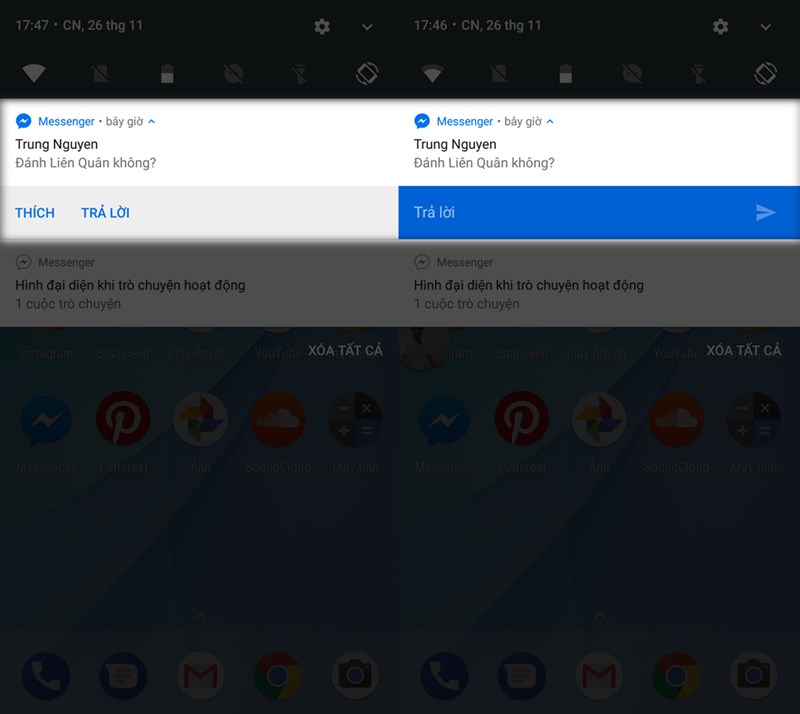 17:47 • CN, 26 thg 11
Messenger • bây giờ
Trung Nguyen
Đánh Liên Quân không?
THÍCH TRẢ LỜI
Messenger
Hình đại diện khi trò chuyện hoạt động
1 cuộc trò chuyện
Instagram Snapseed Play Âm nh... YouTube
XÓA TẤT CẢ
Messenger Pinterest Ảnh SoundCloud Máy tính
17:46 • CN, 26 thg 11
Messenger • bây giờ
Trung Nguyen
Đánh Liên Quân không?
Trả lời
Messenger
Hình đại diện khi trò chuyện hoạt động
1 cuộc trò chuyện
Snapseed Play Âm nh... YouTube
XÓA TẤT CẢ
Messenger Pinterest Ảnh SoundCloud Máy tính